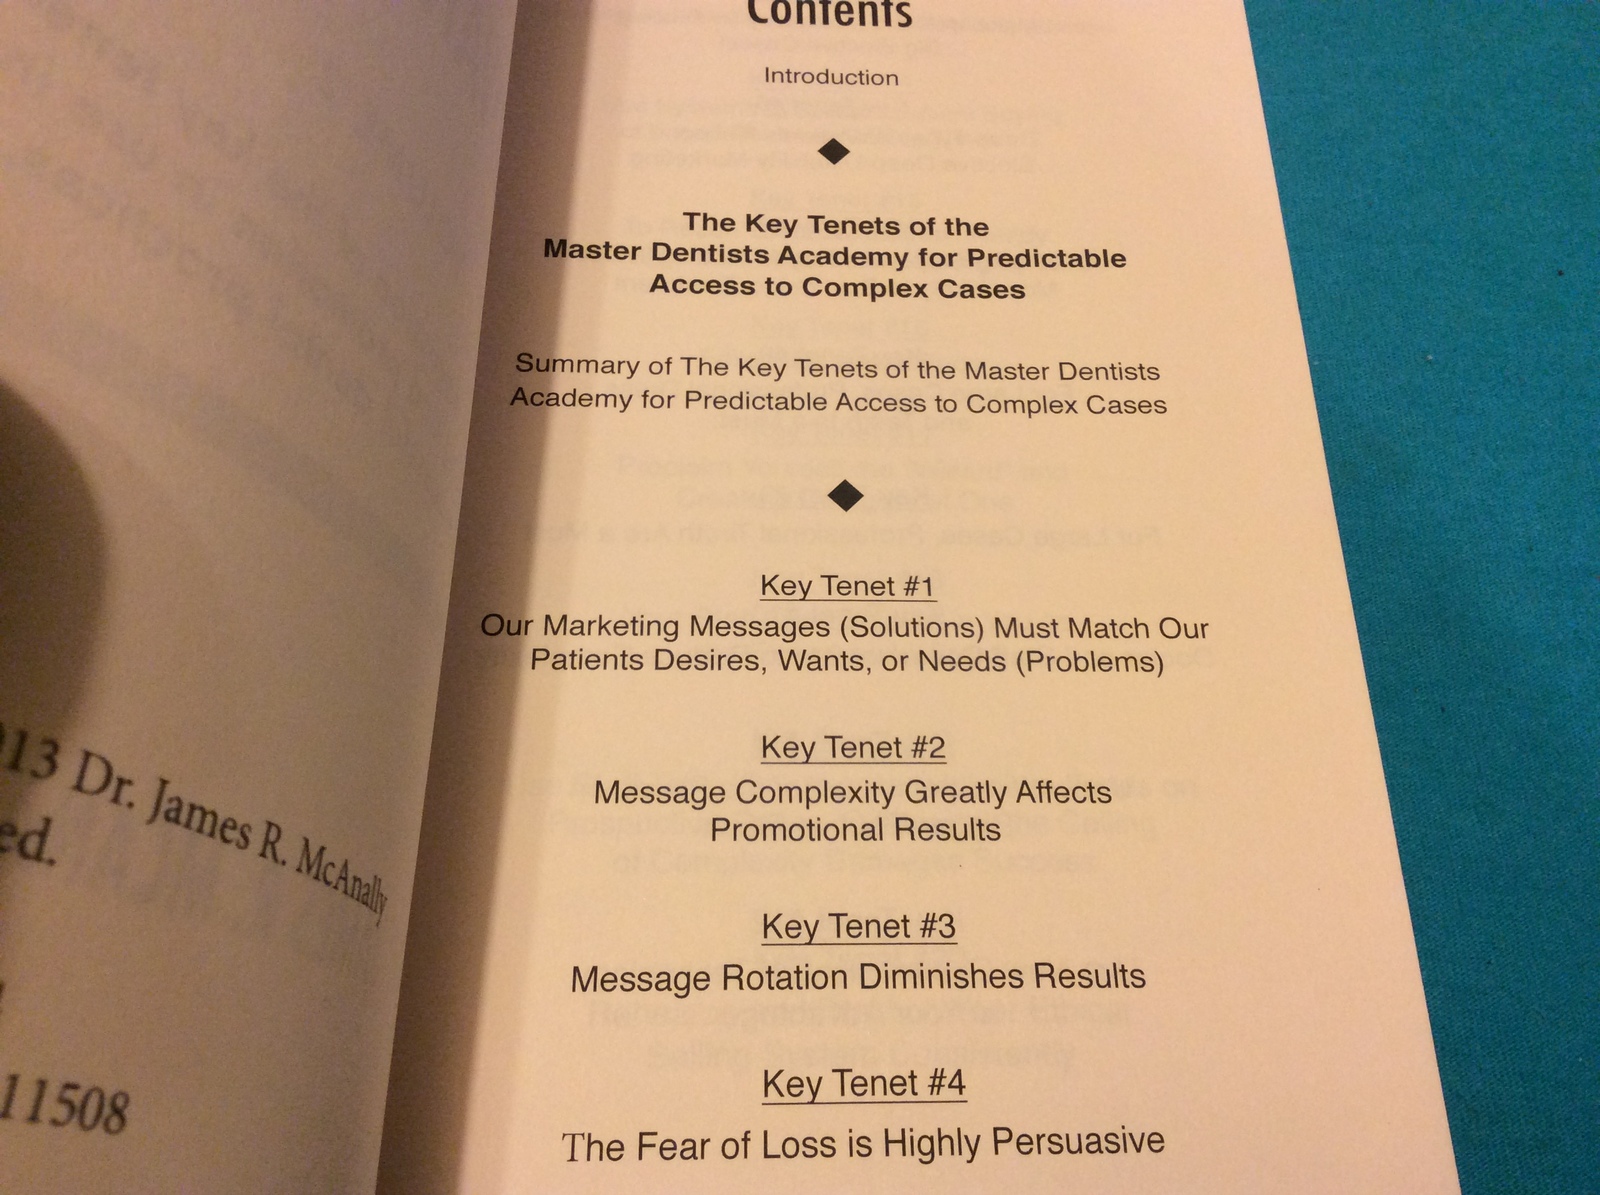 13 Dr. James R. McAnally
ed.
11508
Contents
Introduction
The Key Tenets of the
Master Dentists Academy for Predictable
Access to Complex Cases
Summary of The Key Tenets of the Master Dentists
Academy for Predictable Access to Complex Cases
Key Tenet #1
Our Marketing Messages (Solutions) Must Match Our
Patients Desires, Wants, or Needs (Problems)
Key Tenet #2
Message Complexity Greatly Affects
Promotional Results
Key Tenet #3
Message Rotation Diminishes Results
Key Tenet #4
The Fear of Loss is Highly Persuasive